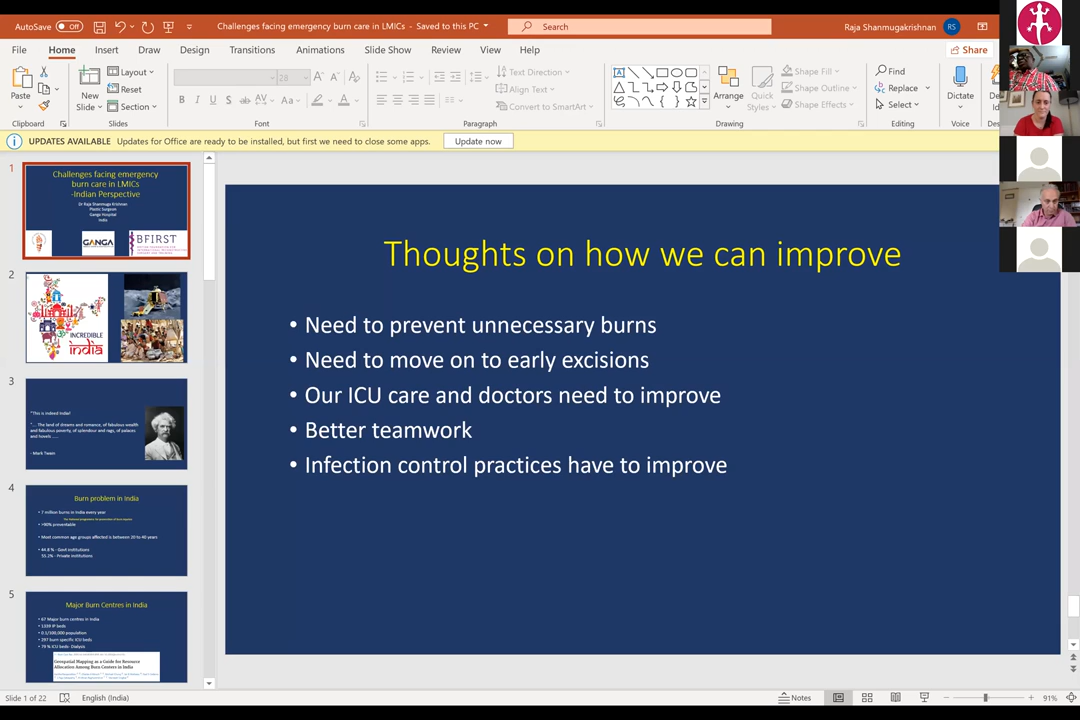 AutoSave Off
Challenges facing emergency burn care in LMICs - Saved to this PC
Search
Raja Shanmugakrishnan RS
File Home Insert Draw Design Transitions Animations Slide Show Review View Help
Share
Paste
Clipboard
New Slide
Layout
Reset
Section
Slides
28
B I U S ab AV Aa A
Font
Text Direction
Align Text
Convert to SmartArt
Paragraph
Arrange
Quick Styles
Shape Fill
Shape Outline
Shape Effects
Drawing
Find
Replace
Select
Editing
Dictate
Voice
UPDATES AVAILABLE Updates for Office are ready to be installed, but first we need to close some apps. Update now
1
Challenges facing emergency
burn care in LMICs
-Indian Perspective
Dr Raja Shanmuga Krishnan
Plastic Surgeon
Ganga Hospital
India
GANGA
BFIRST
2
INCREDIBLE
india
3
"This is indeed India!
".... The land of dreams and romance, of fabulous wealth
and fabulous poverty, of splendour and rags, of palaces
and hovels.....
- Mark Twain
4
Burn problem in India
• 7 million burns in India every year
• >90% preventable
• Most common age groups affected is between 20 to 40 years
• 44.8 % - Govt institutions
55.2% - Private institutions
5
Major Burn Centres in India
• 67 Major burn centres in India
• 1339 IP beds
• 0.1/100,000 population
• 297 burn specific ICU beds
• 73 % ICU beds- Dialysis
Geospatial Mapping as a Guide for Resource
Allocation Among Burn Centers in India
Thoughts on how we can improve
• Need to prevent unnecessary burns
• Need to move on to early excisions
• Our ICU care and doctors need to improve
• Better teamwork
• Infection control practices have to improve
Slide 1 of 22
English (India)
Notes
91%